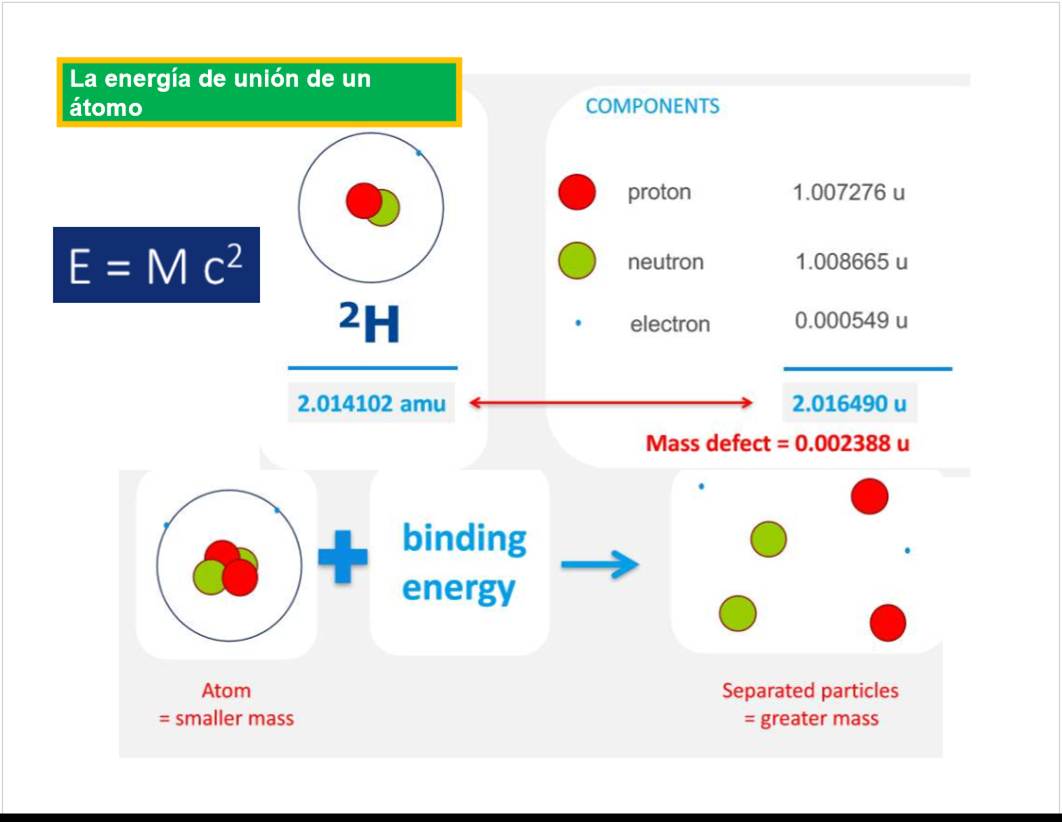 La energía de unión de un
átomo
COMPONENTS
proton 1.007276 u
E = M c²
neutron 1.008665 u
²H
electron 0.000549 u
2.014102 amu
2.016490 u
Mass defect = 0.002388 u
binding
energy
Atom
= smaller mass
Separated particles
= greater mass